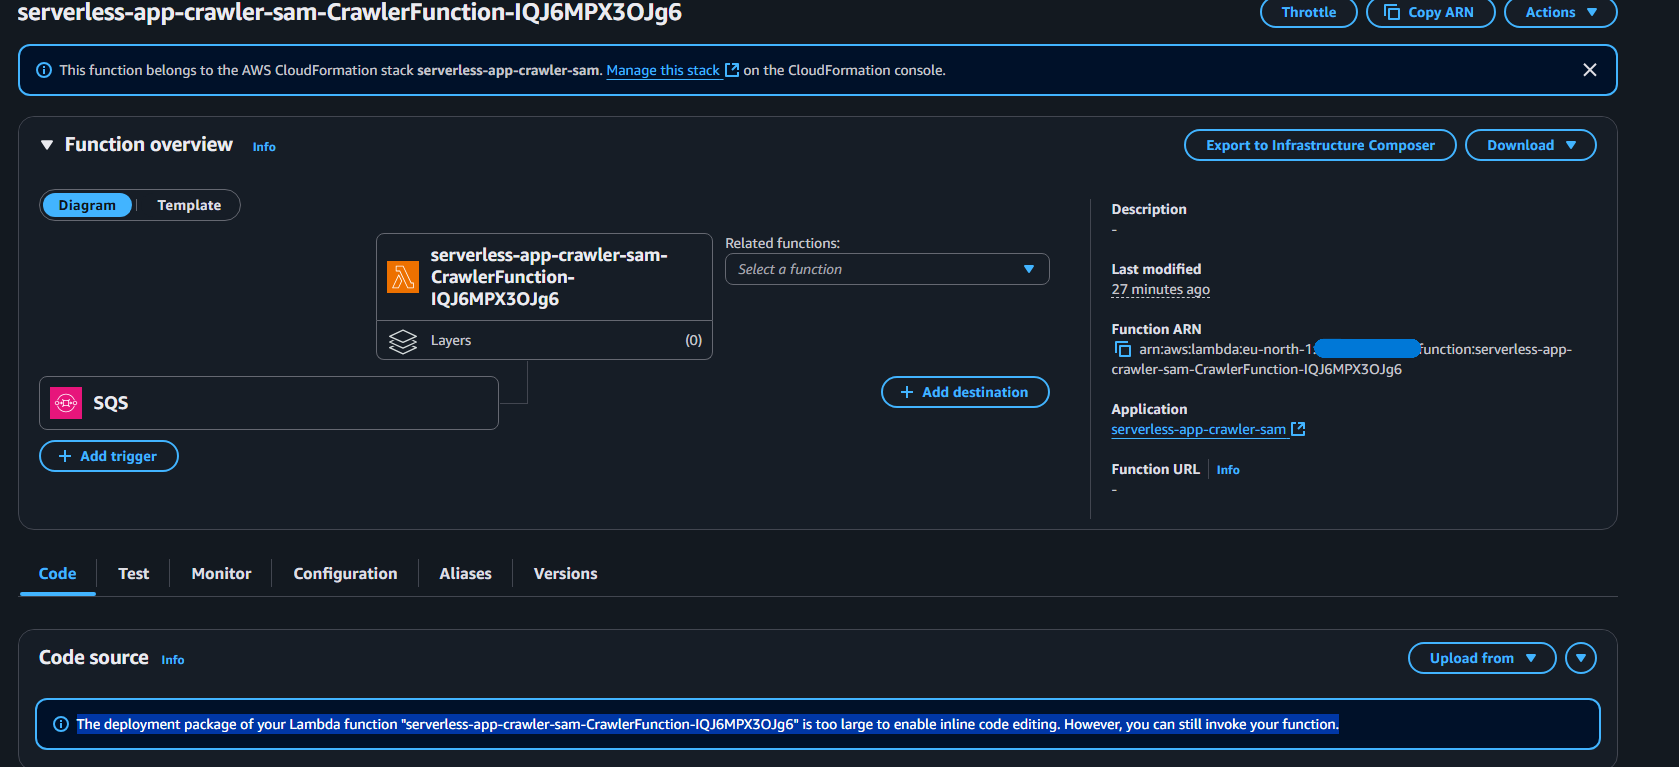 serverless-app-crawler-sam-CrawlerFunction-IQJ6MPX3OJg6
Throttle
Copy ARN
Actions
This function belongs to the AWS CloudFormation stack serverless-app-crawler-sam. Manage this stack on the CloudFormation console.
Function overview
Info
Export to Infrastructure Composer
Download
Diagram
Template
serverless-app-crawler-sam-
CrawlerFunction-
IQJ6MPX3OJg6
Layers
(0)
Related functions:
Select a function
SQS
Add trigger
Add destination
Description
-
Last modified
27 minutes ago
Function ARN
arn:aws:lambda:eu-north-1: function:serverless-app-
crawler-sam-CrawlerFunction-IQJ6MPX3OJg6
Application
serverless-app-crawler-sam
Function URL
Info
-
Code
Test
Monitor
Configuration
Aliases
Versions
Code source
Info
Upload from
The deployment package of your Lambda function "serverless-app-crawler-sam-CrawlerFunction-IQJ6MPX3OJg6" is too large to enable inline code editing. However, you can still invoke your function.